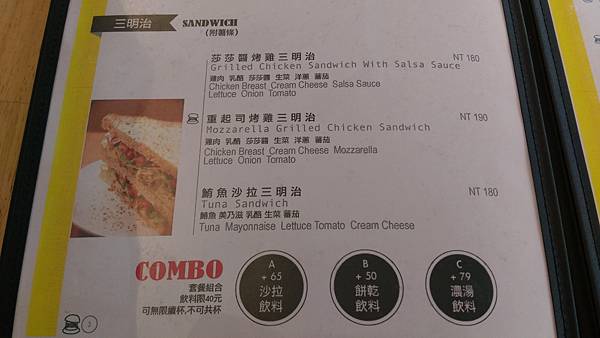 三明治 SANDWICH
(附薯條)
莎莎醬烤雞三明治 NT 180
Grilled Chicken Sandwich With Salsa Sauce
雞肉 乳酪 莎莎醬 生菜 洋蔥 蕃茄
Chicken Breast Cream Cheese Salsa Sauce
Lettuce Onion Tomato
重起司烤雞三明治 NT 190
Mozzarella Grilled Chicken Sandwich
雞肉 乳酪 莎莎醬 生菜 洋蔥 蕃茄
Chicken Breast Cream Cheese Mozzarella
Lettuce Onion Tomato
鮪魚沙拉三明治 NT 180
Tuna Sandwich
鮪魚 美乃滋 乳酪 生菜 蕃茄
Tuna Mayonnaise Lettuce Tomato Cream Cheese
COMBO
套餐組合
飲料限40元
可無限續杯,不可共杯
A
+ 65
沙拉
飲料
B
+ 50
餅乾
飲料
C
+ 79
濃湯
飲料